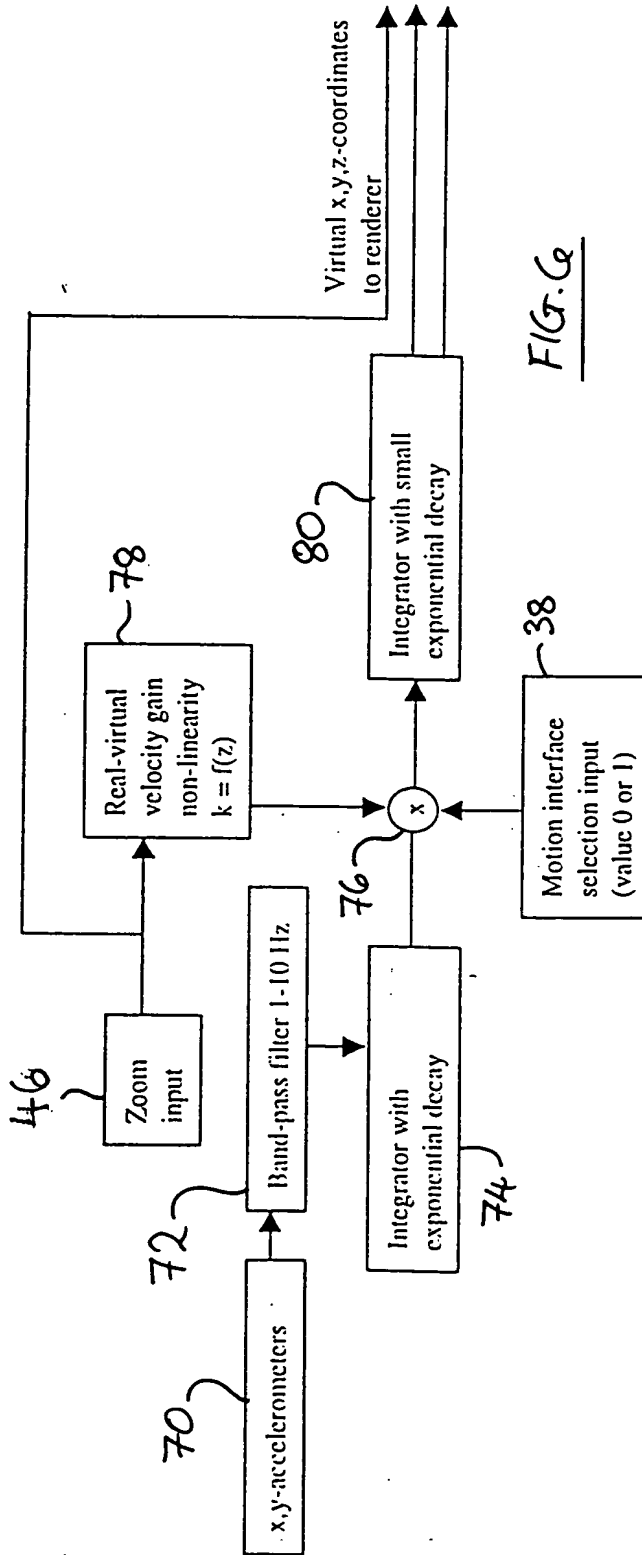 46
Zoom
input
78
Real-virtual
velocity gain
non-linearity
k = f(z)
Virtual x,y,z-coordinates
to renderer
70
x,y-accelerometers
72
Band-pass filter 1-10 Hz
74
Integrator with
exponential decay
76
x
80
Integrator with small
exponential decay
38
Motion interface
selection input
(value 0 or 1)
FIG. 6